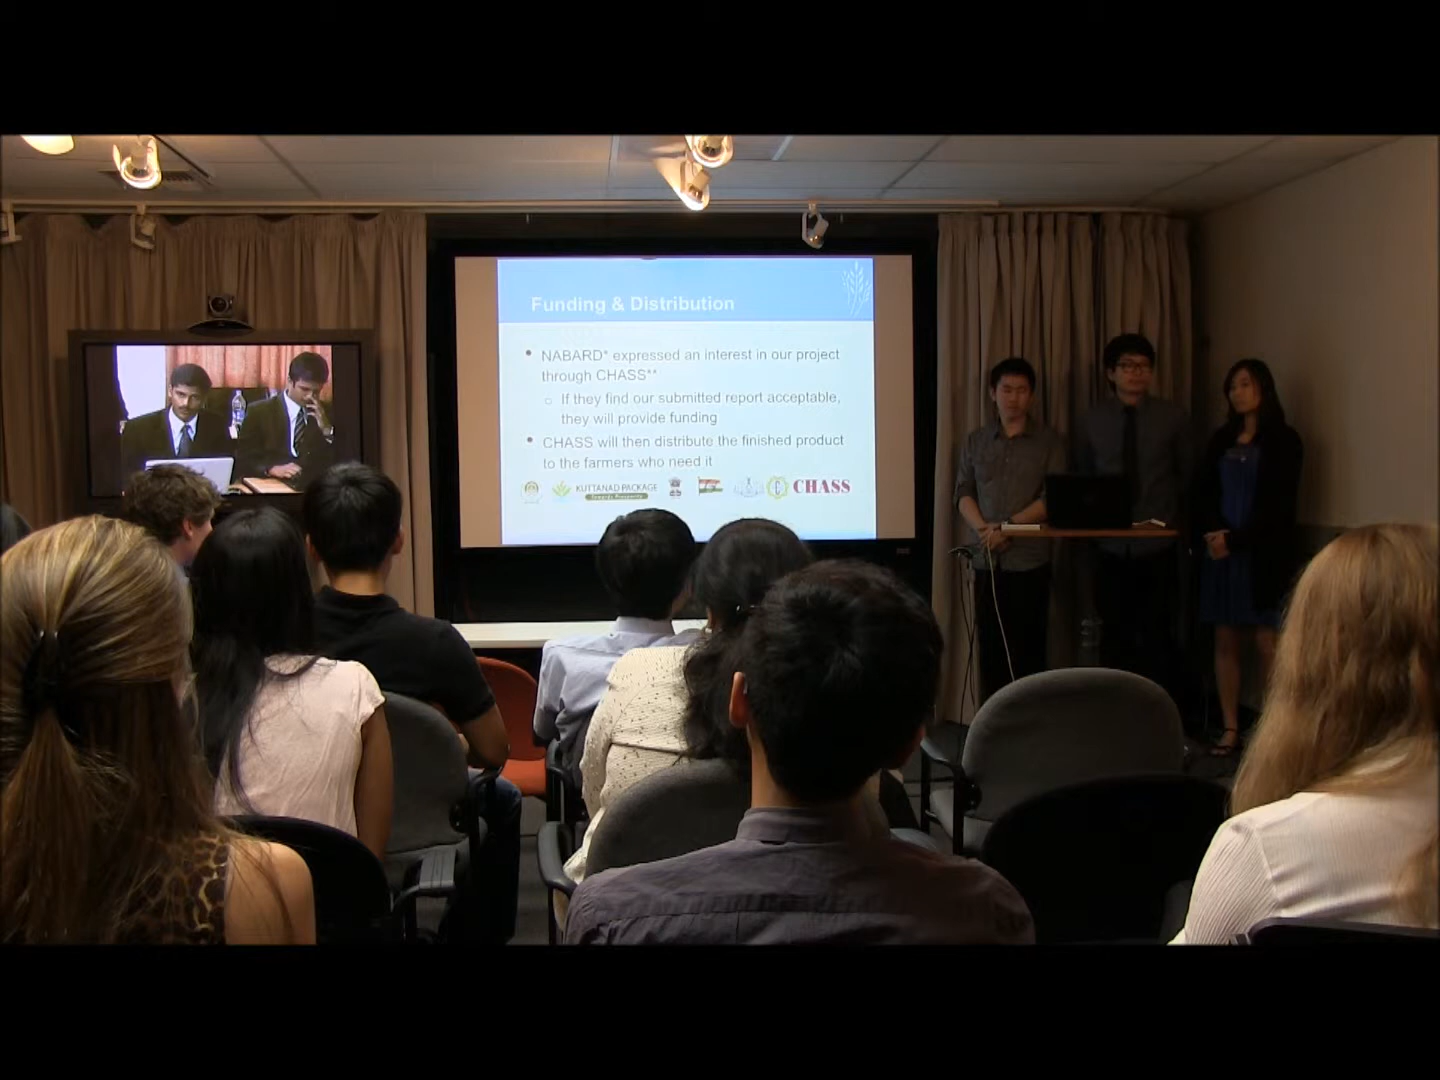 Funding & Distribution
• NABARD* expressed an interest in our project
through CHASS**
○ If they find our submitted report acceptable,
they will provide funding
• CHASS will then distribute the finished product
to the farmers who need it
KUTTANAD PACKAGE
Towards Prosperity
CHASS